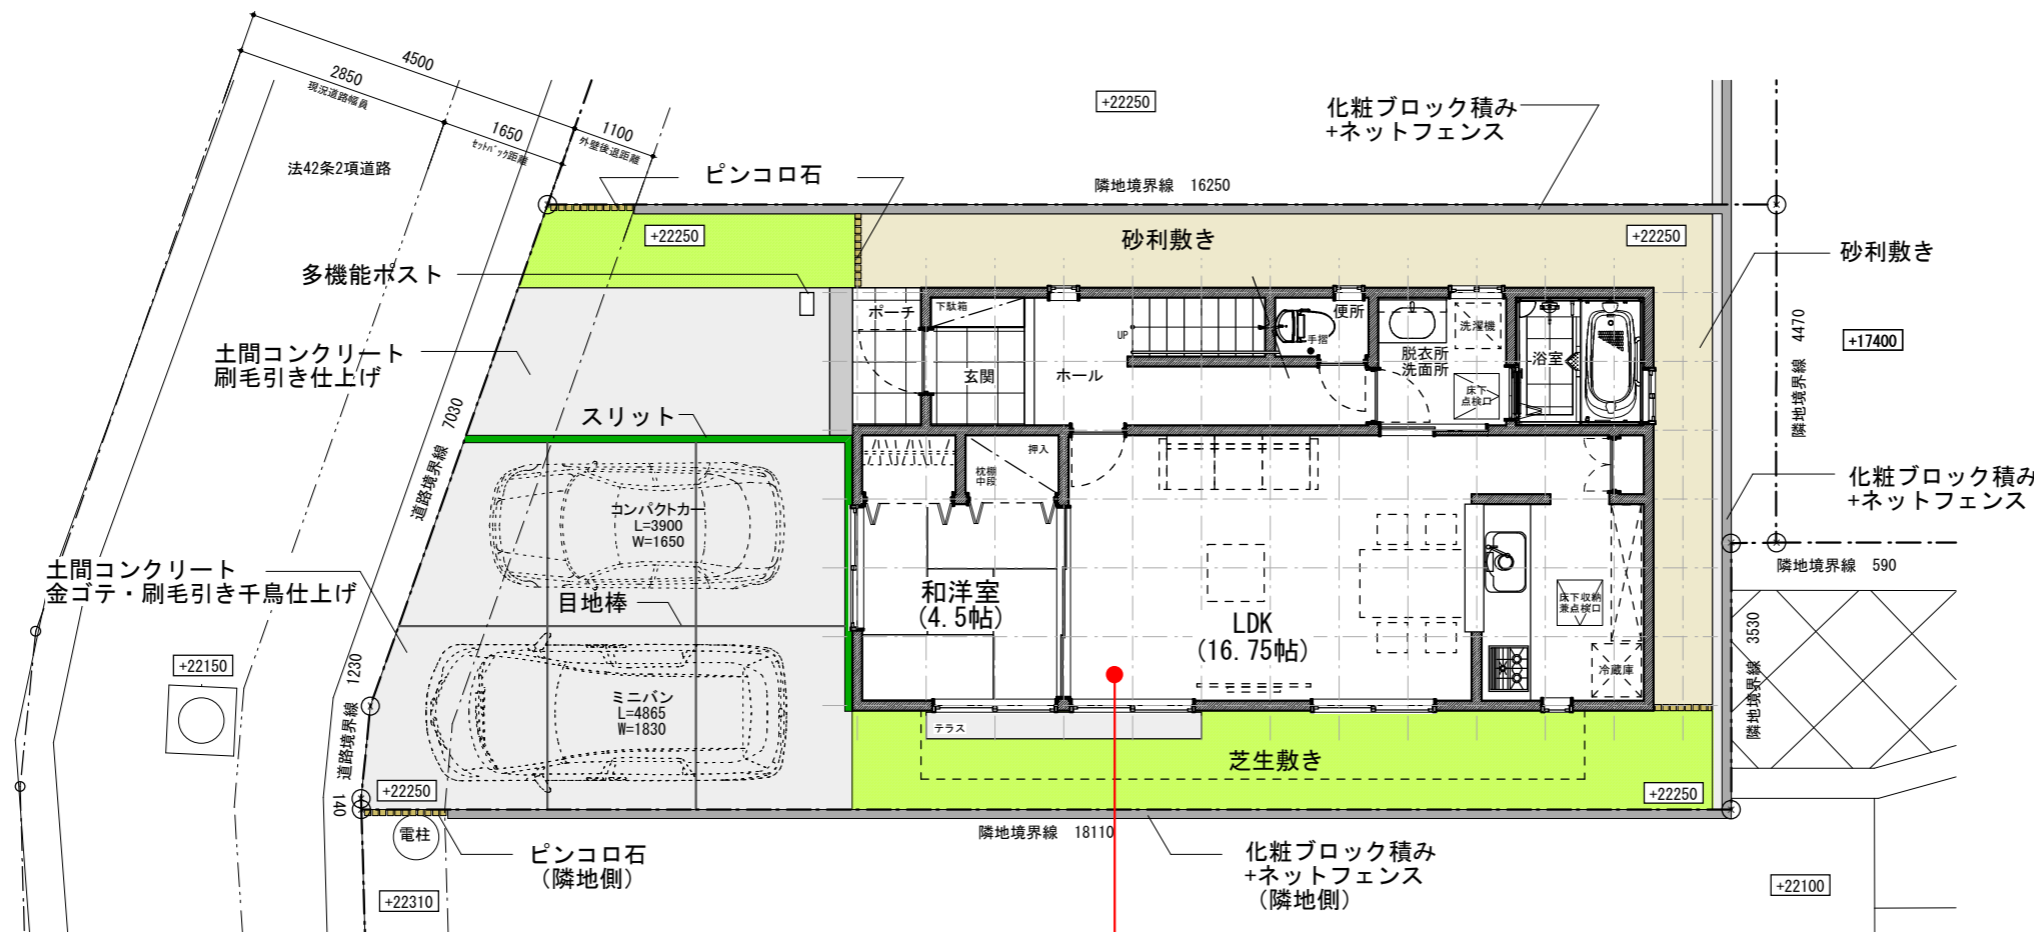 4500
2850
現況道路幅員
1650
セットバック距離
1100
外壁後退距離
法42条2項道路
ピンコロ石
+22250
隣地境界線 16250
化粧ブロック積み
+ネットフェンス
+22250
砂利敷き
+22250
砂利敷き
多機能ポスト
土間コンクリート
刷毛引き仕上げ
道路境界線 7030
スリット
ポーチ
下駄箱
玄関
ホール
UP
便所
手摺
洗濯機
脱衣所
洗面所
床下
点検口
浴室
隣地境界線 4470
+17400
化粧ブロック積み
+ネットフェンス
隣地境界線 590
押入
枕棚
中段
コンパクトカー
L=3900
W=1650
土間コンクリート
金ゴテ・刷毛引き千鳥仕上げ
目地棒
和洋室
(4.5帖)
LDK
(16.75帖)
床下収納
兼点検口
冷蔵庫
隣地境界線 3530
+22150
道路境界線 1230
ミニバン
L=4865
W=1830
テラス
芝生敷き
+22250
140
+22250
電柱
隣地境界線 18110
ピンコロ石
(隣地側)
化粧ブロック積み
+ネットフェンス
(隣地側)
+22310
+22100